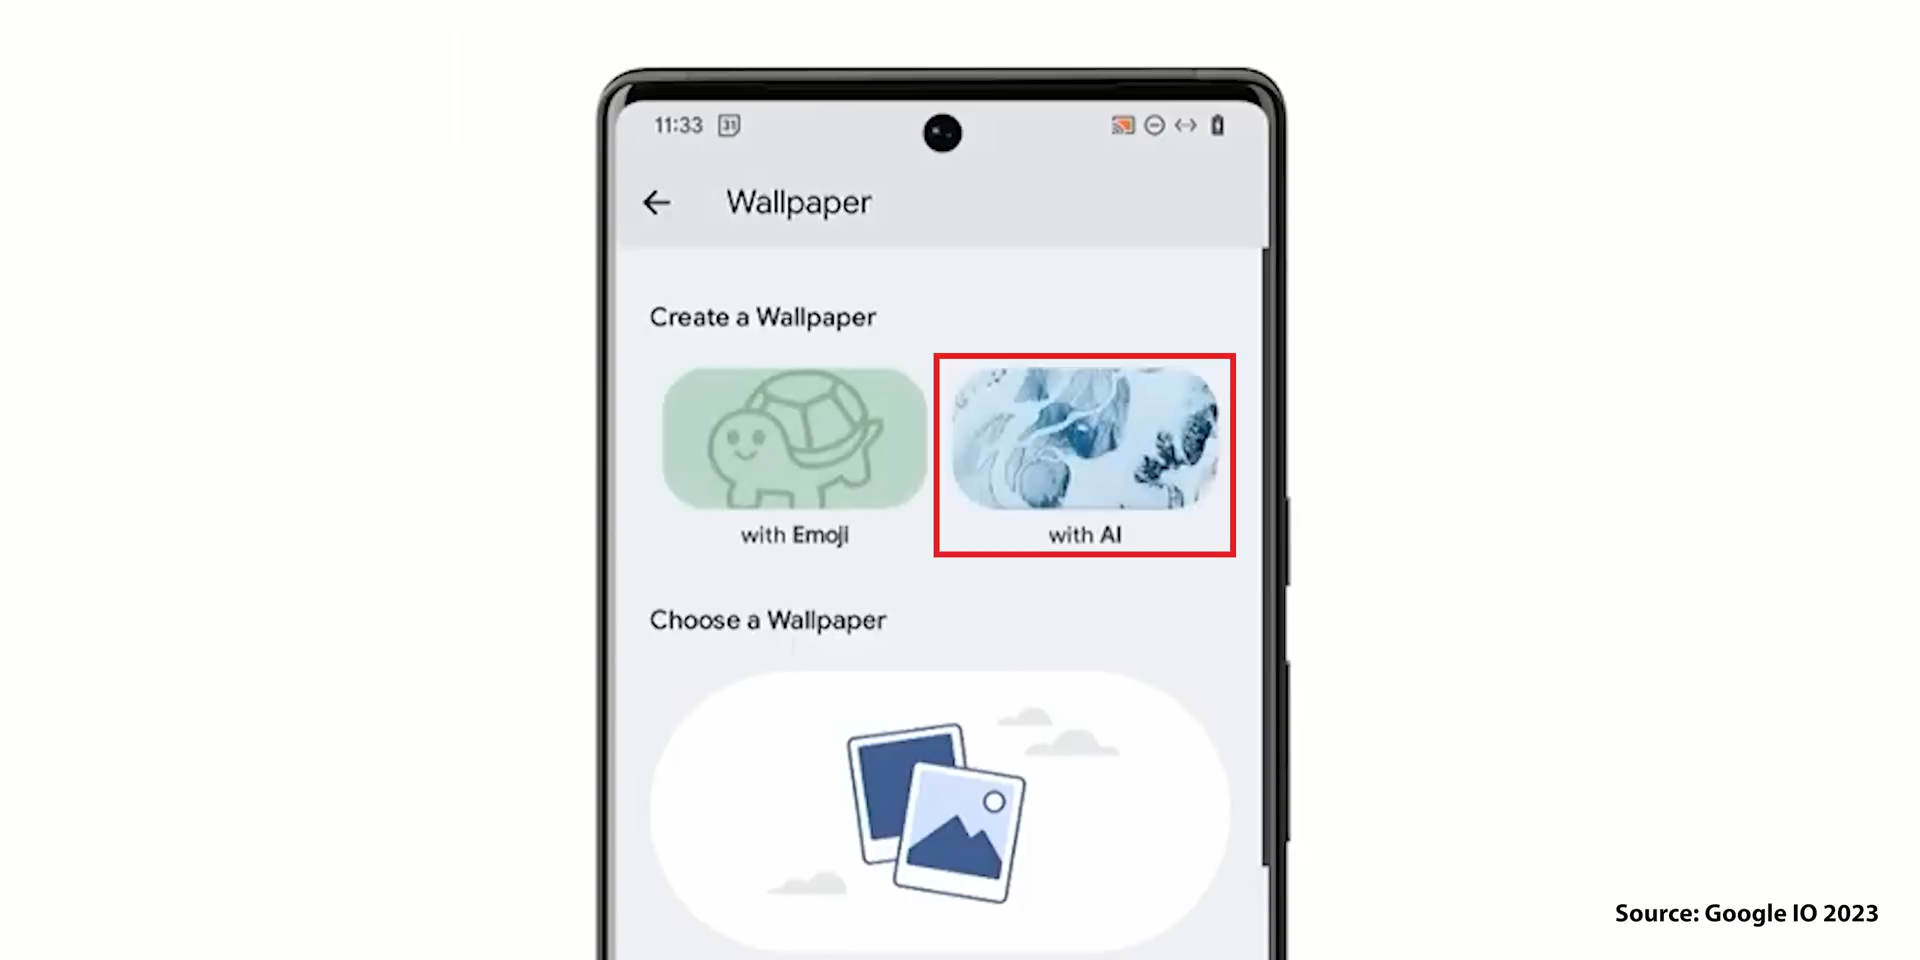 11:33 31
Wallpaper
Create a Wallpaper
with Emoji
with AI
Choose a Wallpaper
Source: Google IO 2023